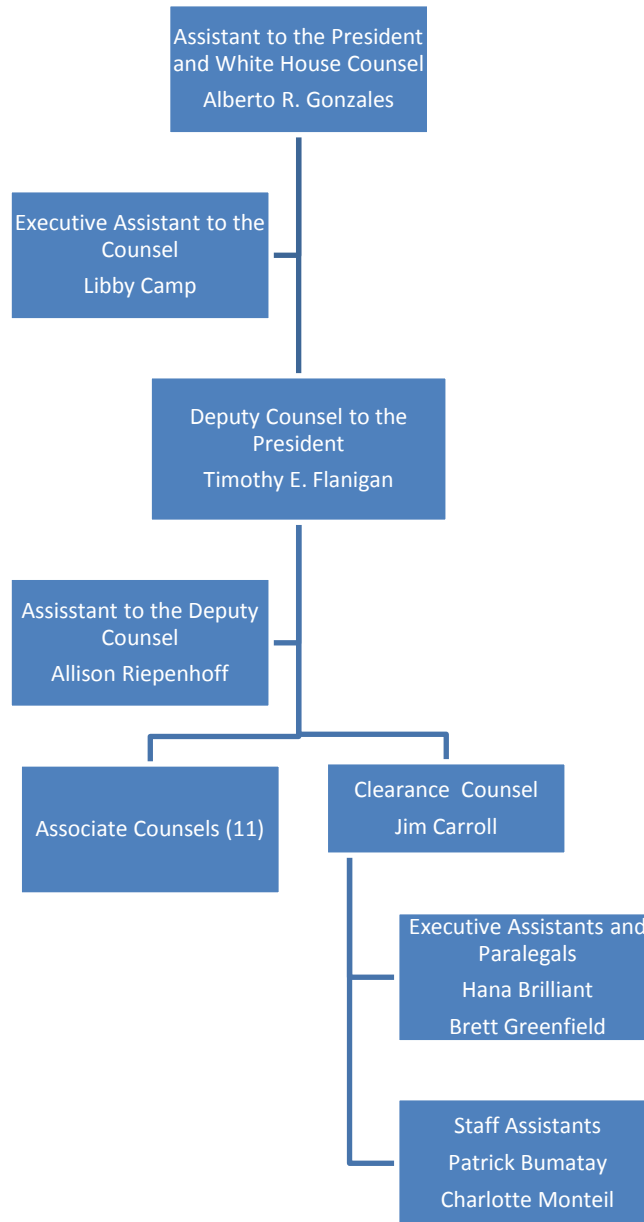 Assistant to the President
and White House Counsel
Alberto R. Gonzales
Executive Assistant to the
Counsel
Libby Camp
Deputy Counsel to the
President
Timothy E. Flanigan
Assisstant to the Deputy
Counsel
Allison Riepenhoff
Associate Counsels (11)
Clearance Counsel
Jim Carroll
Executive Assistants and
Paralegals
Hana Brilliant
Brett Greenfield
Staff Assistants
Patrick Bumatay
Charlotte Monteil